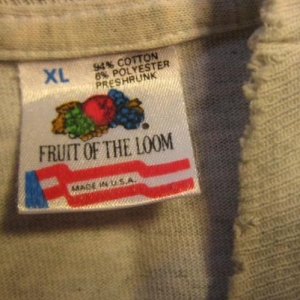 XL
94% COTTON
6% POLYESTER
PRESHRUNK
®
FRUIT OF THE LOOM
MADE IN U.S.A.